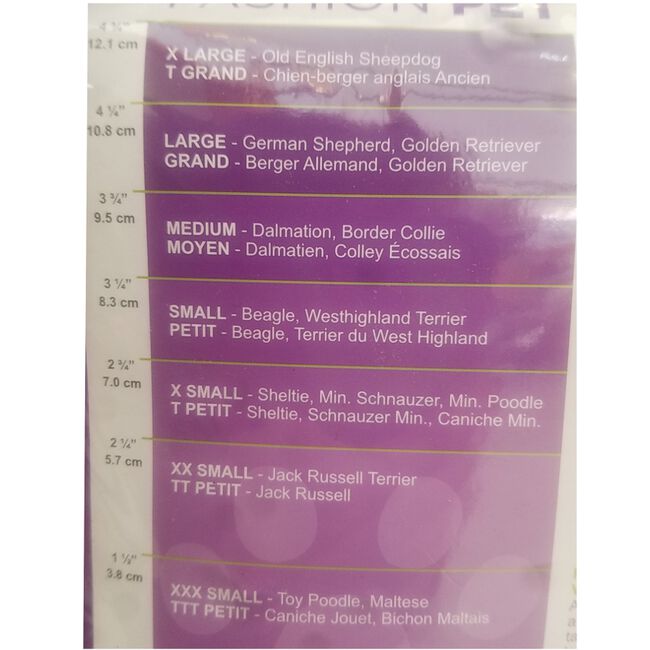 FASHION PET
4 ¾"
12.1 cm
X LARGE - Old English Sheepdog
T GRAND - Chien-berger anglais Ancien
4 ¼"
10.8 cm
LARGE - German Shepherd, Golden Retriever
GRAND - Berger Allemand, Golden Retriever
3 ¾"
9.5 cm
MEDIUM - Dalmation, Border Collie
MOYEN - Dalmatien, Colley Écossais
3 ¼"
8.3 cm
SMALL - Beagle, Westhighland Terrier
PETIT - Beagle, Terrier du West Highland
2 ¾"
7.0 cm
X SMALL - Sheltie, Min. Schnauzer, Min. Poodle
T PETIT - Sheltie, Schnauzer Min., Caniche Min.
2 ¼"
5.7 cm
XX SMALL - Jack Russell Terrier
TT PETIT - Jack Russell
1 ½"
3.8 cm
XXX SMALL - Toy Poodle, Maltese
TTT PETIT - Caniche Jouet, Bichon Maltais